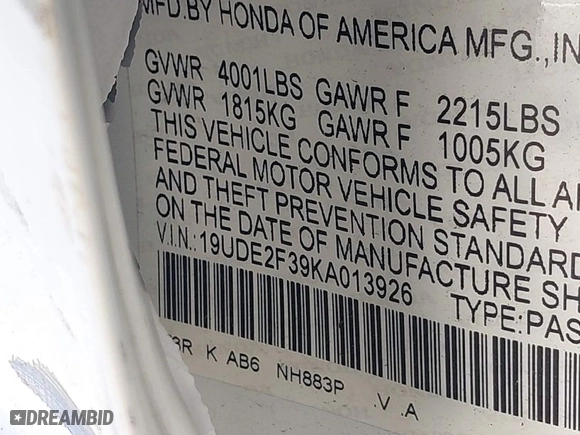 MFD.BY HONDA OF AMERICA MFG.,IN
GVWR 4001LBS GAWR F 2215LBS
GVWR 1815KG GAWR F 1005KG
THIS VEHICLE CONFORMS TO ALL
FEDERAL MOTOR VEHICLE SAFETY
AND THEFT PREVENTION STANDARD
ON THE DATE OF MANUFACTURE SH
V.I.N.: 19UDE2F39KA013926 TYPE:PAS
3R K AB6 NH883P .V .A
DREAMBID